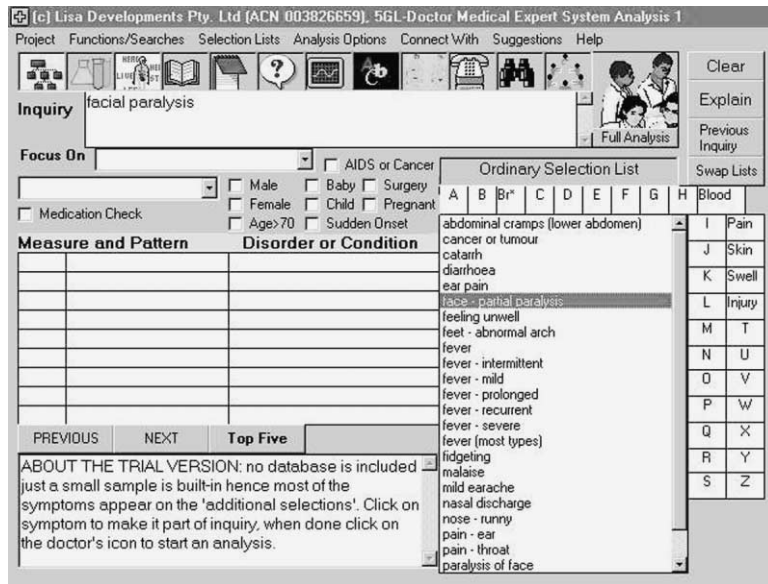 (c) Lisa Developments Pty. Ltd (ACN 003826659), 5GL-Doctor Medical Expert System Analysis 1
Project Functions/Searches Selection Lists Analysis Options Connect With Suggestions Help
Clear
Inquiry
facial paralysis
Full Analysis
Explain
Previous
Inquiry
Swap Lists
Focus On
AIDS or Cancer
Male Baby Surgery
Female Child Pregnant
Age>70 Sudden Onset
Medication Check
Ordinary Selection List
A B Br* C D E F G H Blood
I Pain
J Skin
K Swell
L Injury
M T
N U
O V
P W
Q X
R Y
S Z
Measure and Pattern Disorder or Condition
abdominal cramps (lower abdomen)
cancer or tumour
catarrh
diarrhoea
ear pain
face - partial paralysis
feeling unwell
feet - abnormal arch
fever
fever - intermittent
fever - mild
fever - prolonged
fever - recurrent
fever - severe
fever (most types)
fidgeting
malaise
mild earache
nasal discharge
nose - runny
pain - ear
pain - throat
paralysis of face
PREVIOUS NEXT Top Five
ABOUT THE TRIAL VERSION: no database is included
just a small sample is built-in hence most of the
symptoms appear on the 'additional selections'. Click on
symptom to make it part of inquiry, when done click on
the doctor's icon to start an analysis.